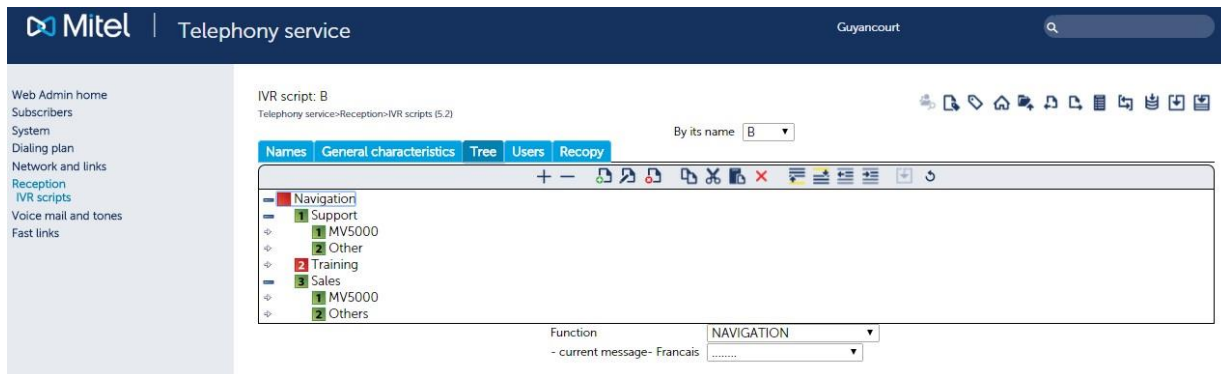 Mitel | Telephony service
Guyancourt
Web Admin home
Subscribers
System
Dialing plan
Network and links
Reception
IVR scripts
Voice mail and tones
Fast links
IVR script: B
Telephony service>Reception>IVR scripts (5.2)
By its name B
Names General characteristics Tree Users Recopy
Navigation
1 Support
1 MV5000
2 Other
2 Training
3 Sales
1 MV5000
2 Others
Function NAVIGATION
- current message- Francais ........